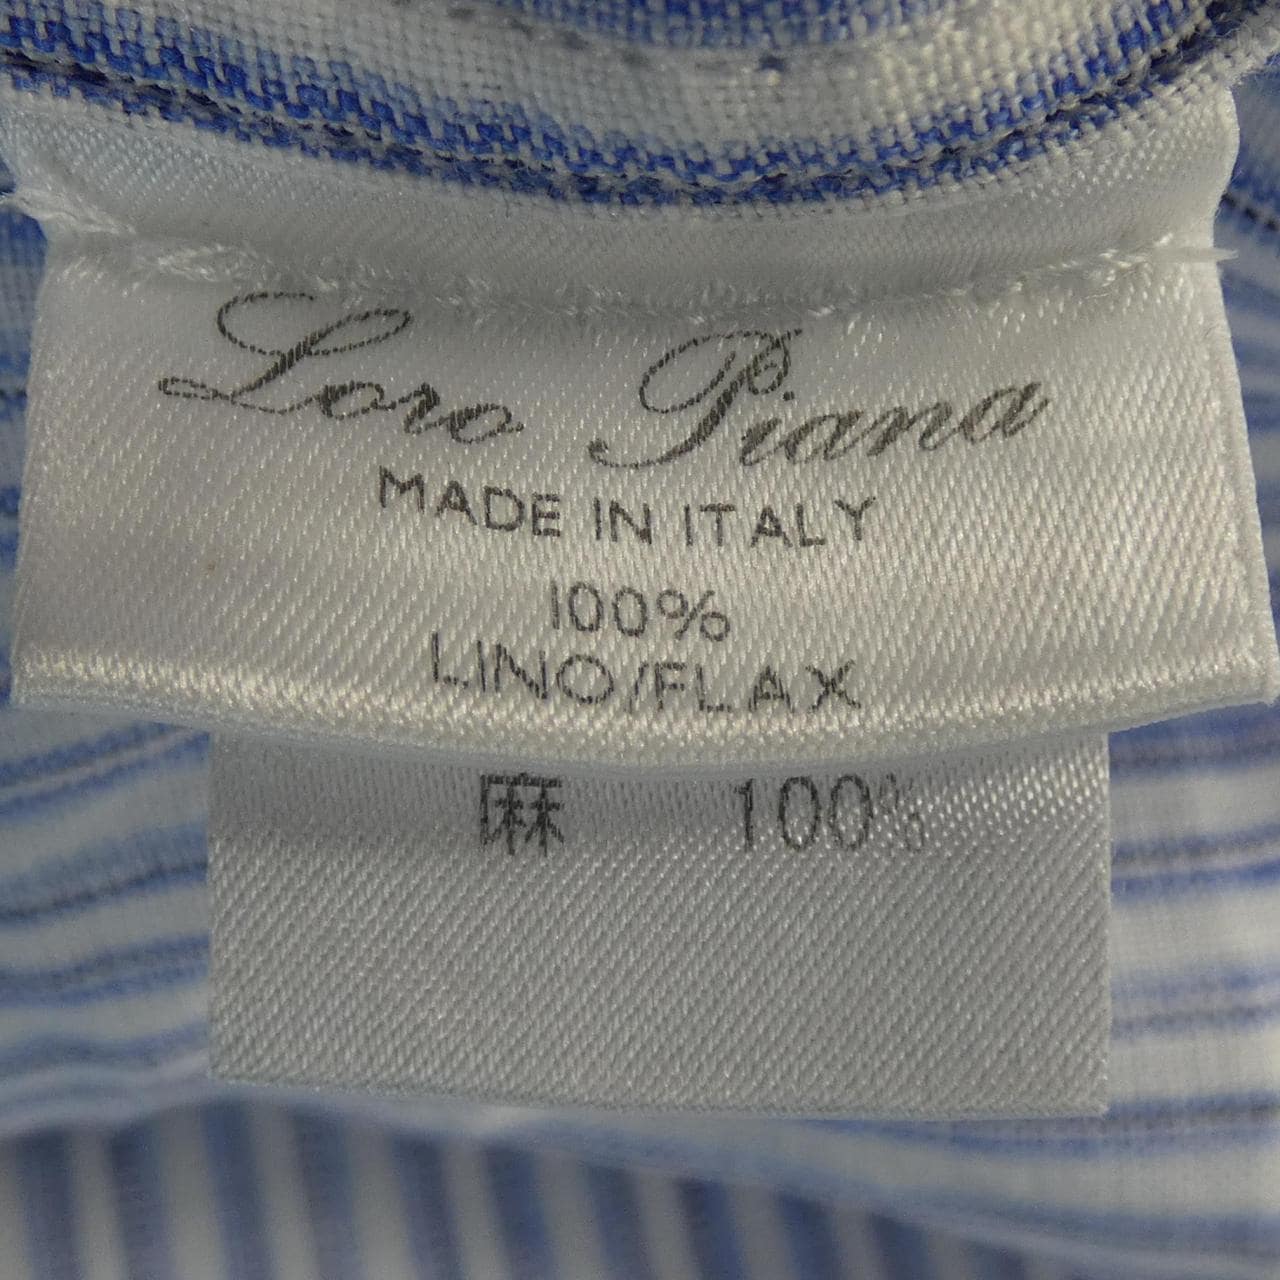 Loro Piana
MADE IN ITALY
100%
LINO/FLAX
麻 100%